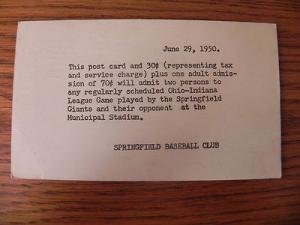 June 29, 1950.
This post card and 30¢ (representing tax
and service charge) plus one adult admis-
sion of 70¢ will admit two persons to
any regularly scheduled Ohio-Indiana
League Game played by the Springfield
Giants and their opponent at the
Municipal Stadium.
SPRINGFIELD BASEBALL CLUB